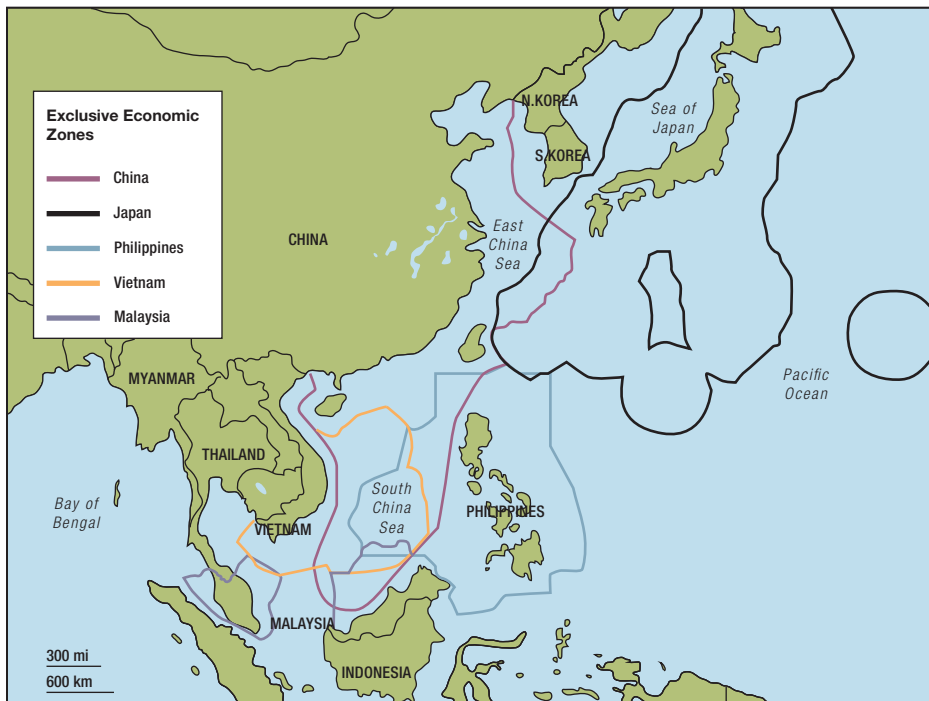 Exclusive Economic
Zones
China
Japan
Philippines
Vietnam
Malaysia
N.KOREA
S.KOREA
Sea of
Japan
CHINA
East
China
Sea
MYANMAR
THAILAND
Pacific
Ocean
Bay of
Bengal
South
China
Sea
VIETNAM
PHILIPPINES
MALAYSIA
INDONESIA
300 mi
600 km